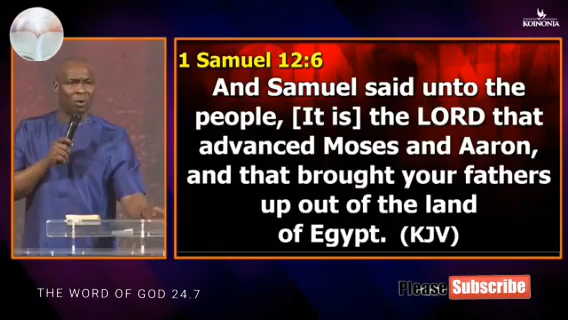 KOINONIA
1 Samuel 12:6
And Samuel said unto the
people, [It is] the LORD that
advanced Moses and Aaron,
and that brought your fathers
up out of the land
of Egypt. (KJV)
Please Subscribe
THE WORD OF GOD 24.7